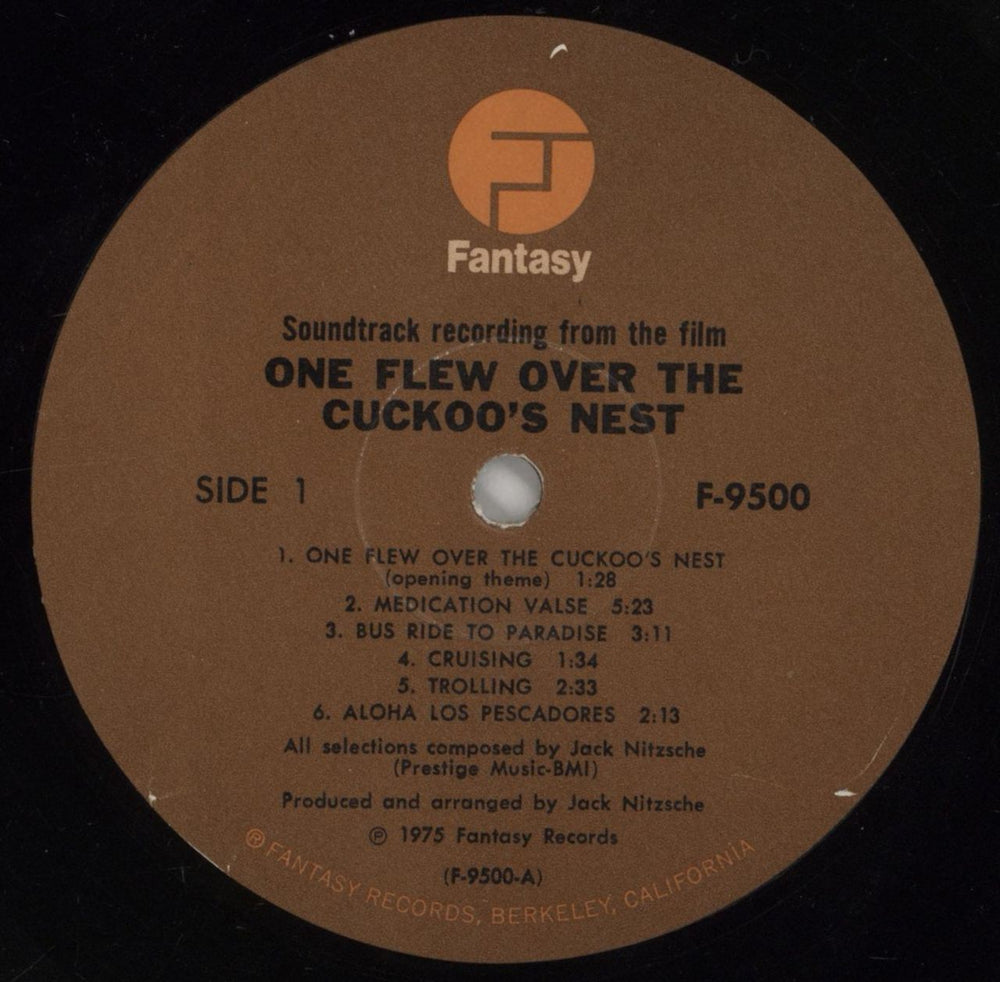 Fantasy
Soundtrack recording from the film
ONE FLEW OVER THE
CUCKOO'S NEST
SIDE 1
F-9500
1. ONE FLEW OVER THE CUCKOO'S NEST
(opening theme) 1:28
2. MEDICATION VALSE 5:23
3. BUS RIDE TO PARADISE 3:11
4. CRUISING 1:34
5. TROLLING 2:33
6. ALOHA LOS PESCADORES 2:13
All selections composed by Jack Nitzsche
(Prestige Music-BMI)
Produced and arranged by Jack Nitzsche
℗ 1975 Fantasy Records
(F-9500-A)
® FANTASY RECORDS, BERKELEY, CALIFORNIA